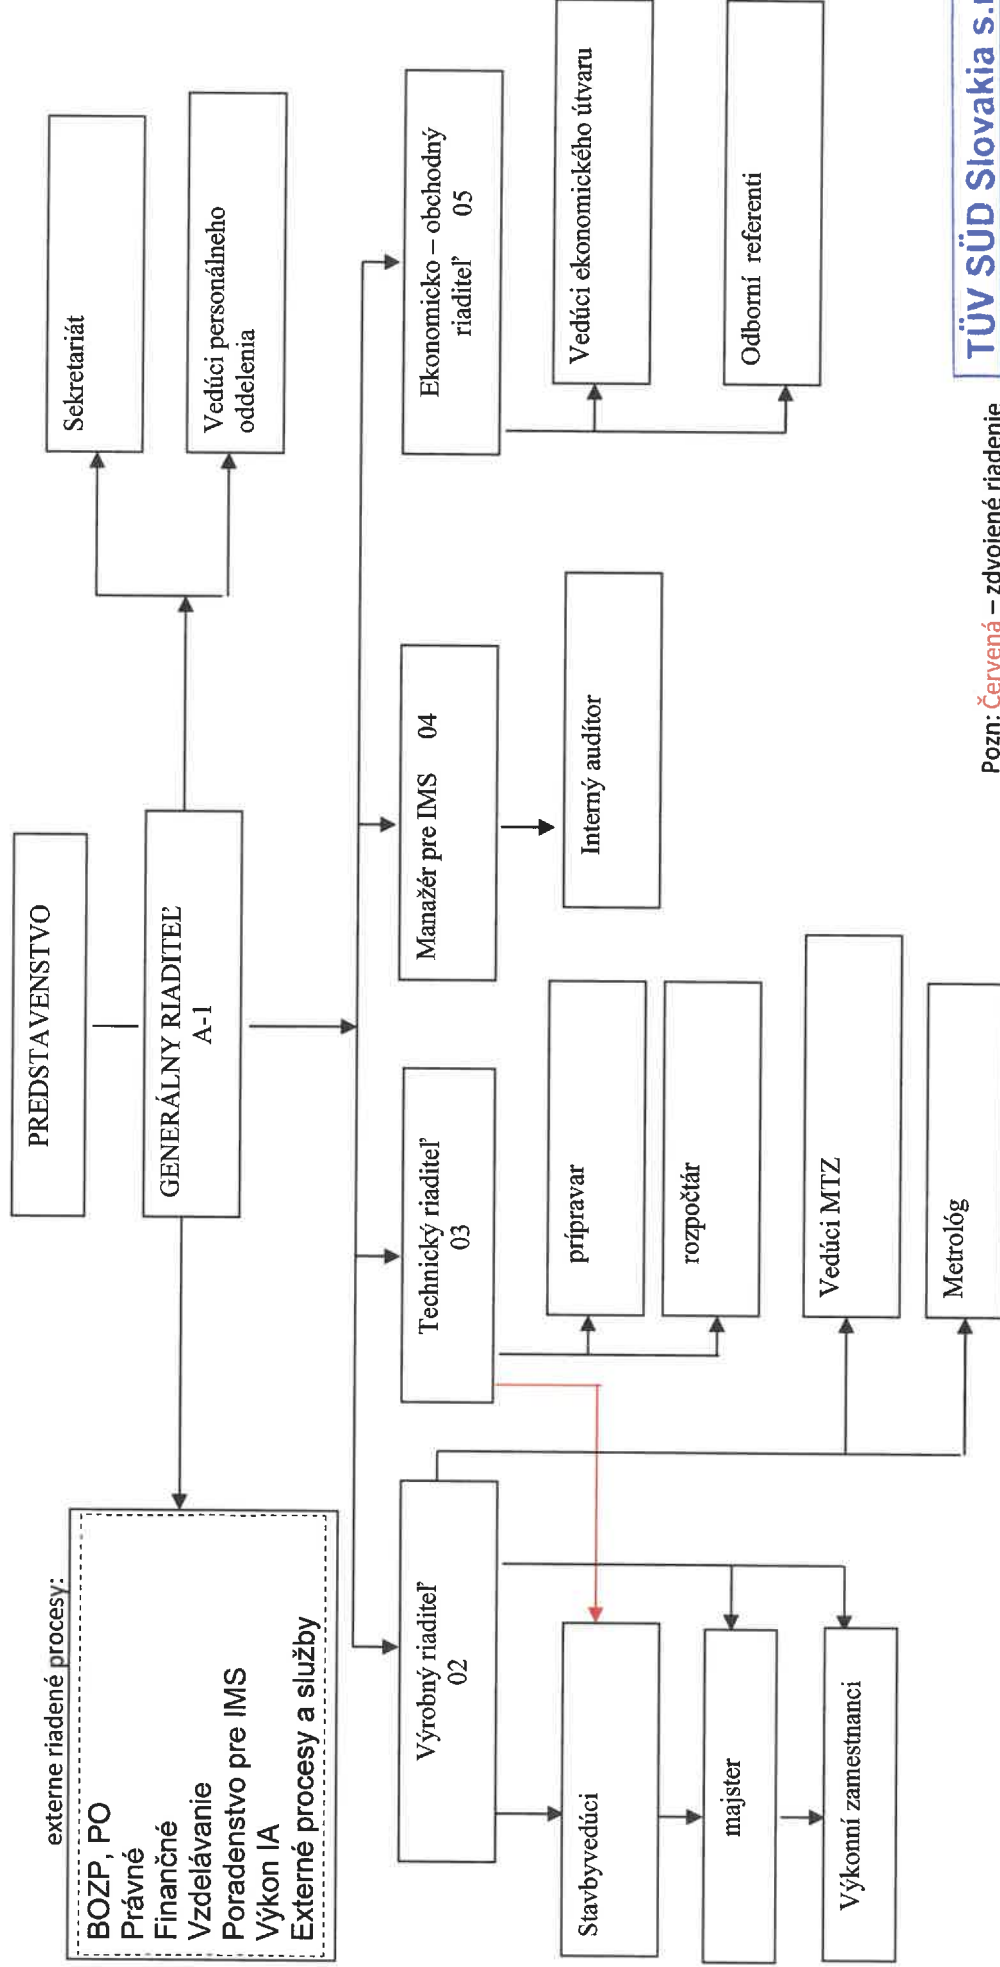 PREDSTAVENSTVO
externe riadené procesy:
BOZP, PO
Právné
Finančné
Vzdelávanie
Poradenstvo pre IMS
Výkon IA
Externé procesy a služby
GENERÁLNY RIADITEĽ
A-1
Sekretariát
Vedúci personálneho
oddelenia
Výrobný riaditeľ
02
Technický riaditeľ
03
Manažér pre IMS 04
Ekonomicko – obchodný
riaditeľ 05
Stavbyvedúci
majster
Výkonní zamestnanci
prípravar
rozpočtár
Vedúci MTZ
Metrológ
Interný audítor
Vedúci ekonomického útvaru
Odborní referenti
Pozn: Červená – zdvojené riadenie
TÜV SÜD Slovakia s.r